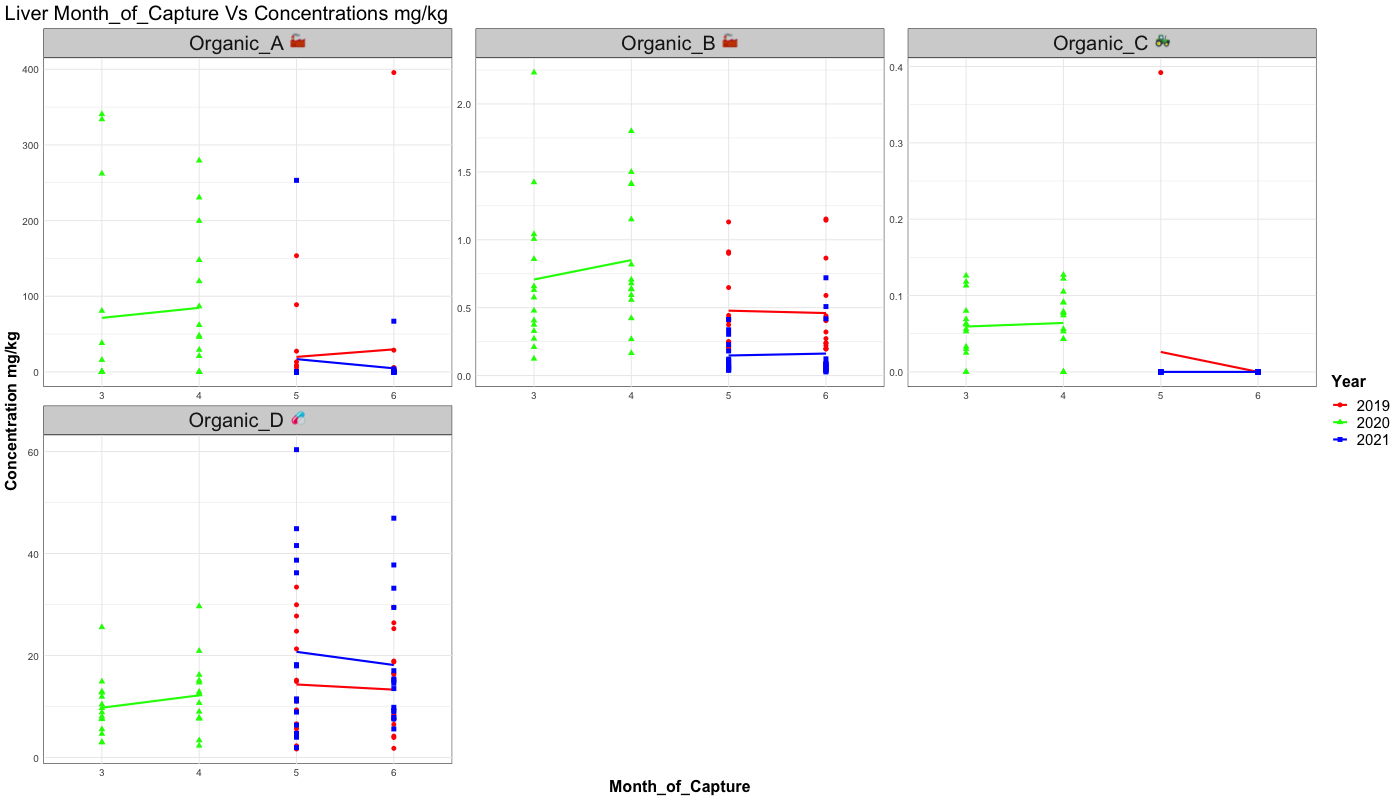 Liver Month_of_Capture Vs Concentrations mg/kg
Organic_A
Organic_B
Organic_C
400
300
200
100
0
3 4 5 6
2.0
1.5
1.0
0.5
0.0
3 4 5 6
0.4
0.3
0.2
0.1
0.0
3 4 5 6
Organic_D
60
40
20
0
3 4 5 6
Concentration mg/kg
Month_of_Capture
Year
2019
2020
2021